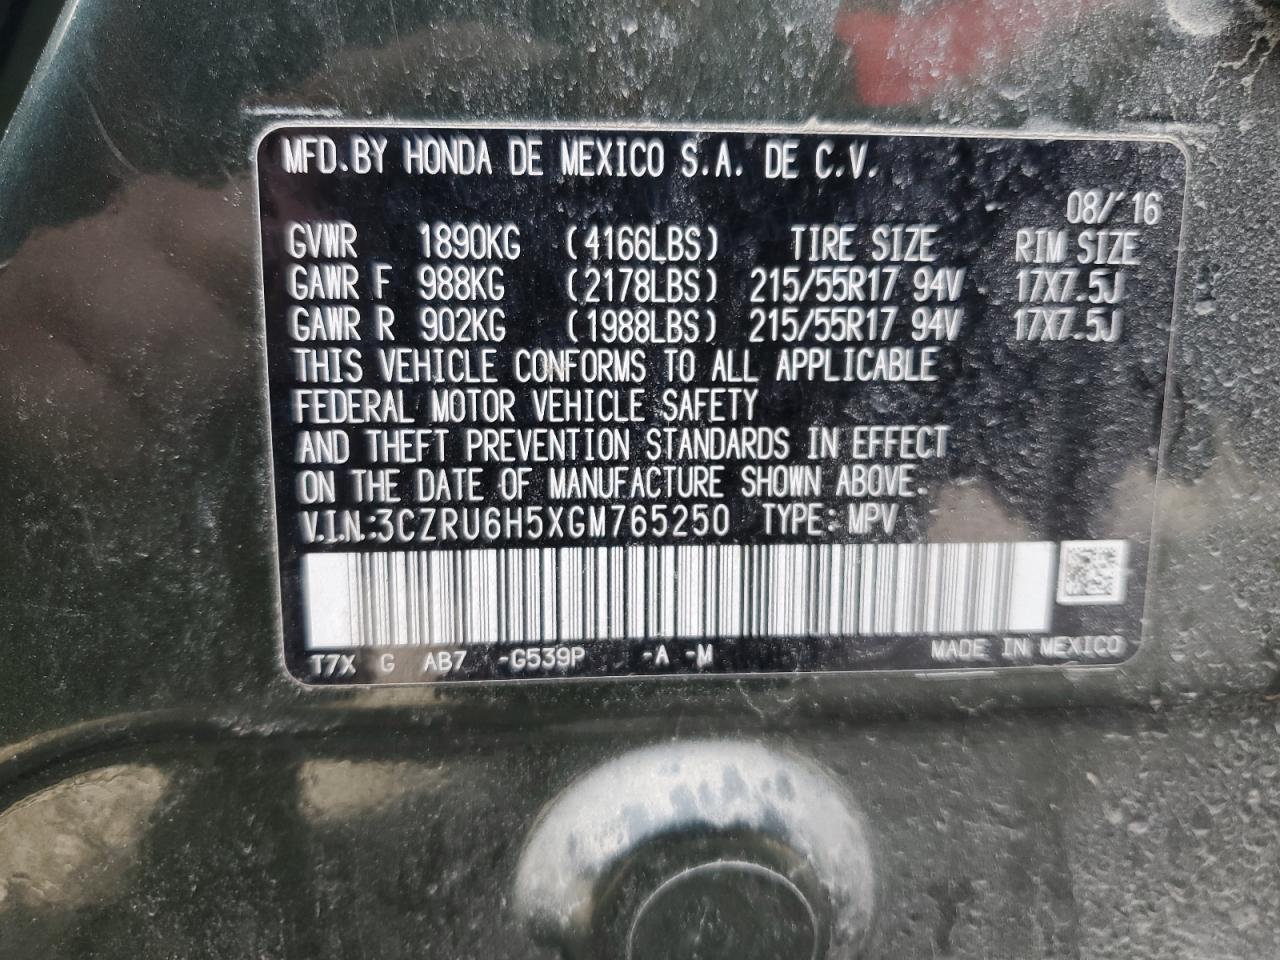 MFD.BY HONDA DE MEXICO S.A. DE C.V.
08/'16
GVWR 1890KG (4166LBS) TIRE SIZE RIM SIZE
GAWR F 988KG (2178LBS) 215/55R17 94V 17X7.5J
GAWR R 902KG (1988LBS) 215/55R17 94V 17X7.5J
THIS VEHICLE CONFORMS TO ALL APPLICABLE
FEDERAL MOTOR VEHICLE SAFETY
AND THEFT PREVENTION STANDARDS IN EFFECT
ON THE DATE OF MANUFACTURE SHOWN ABOVE.
V.I.N.:3CZRU6H5XGM765250 TYPE: MPV
T7X G AB7 -G539P -A -M MADE IN MEXICO